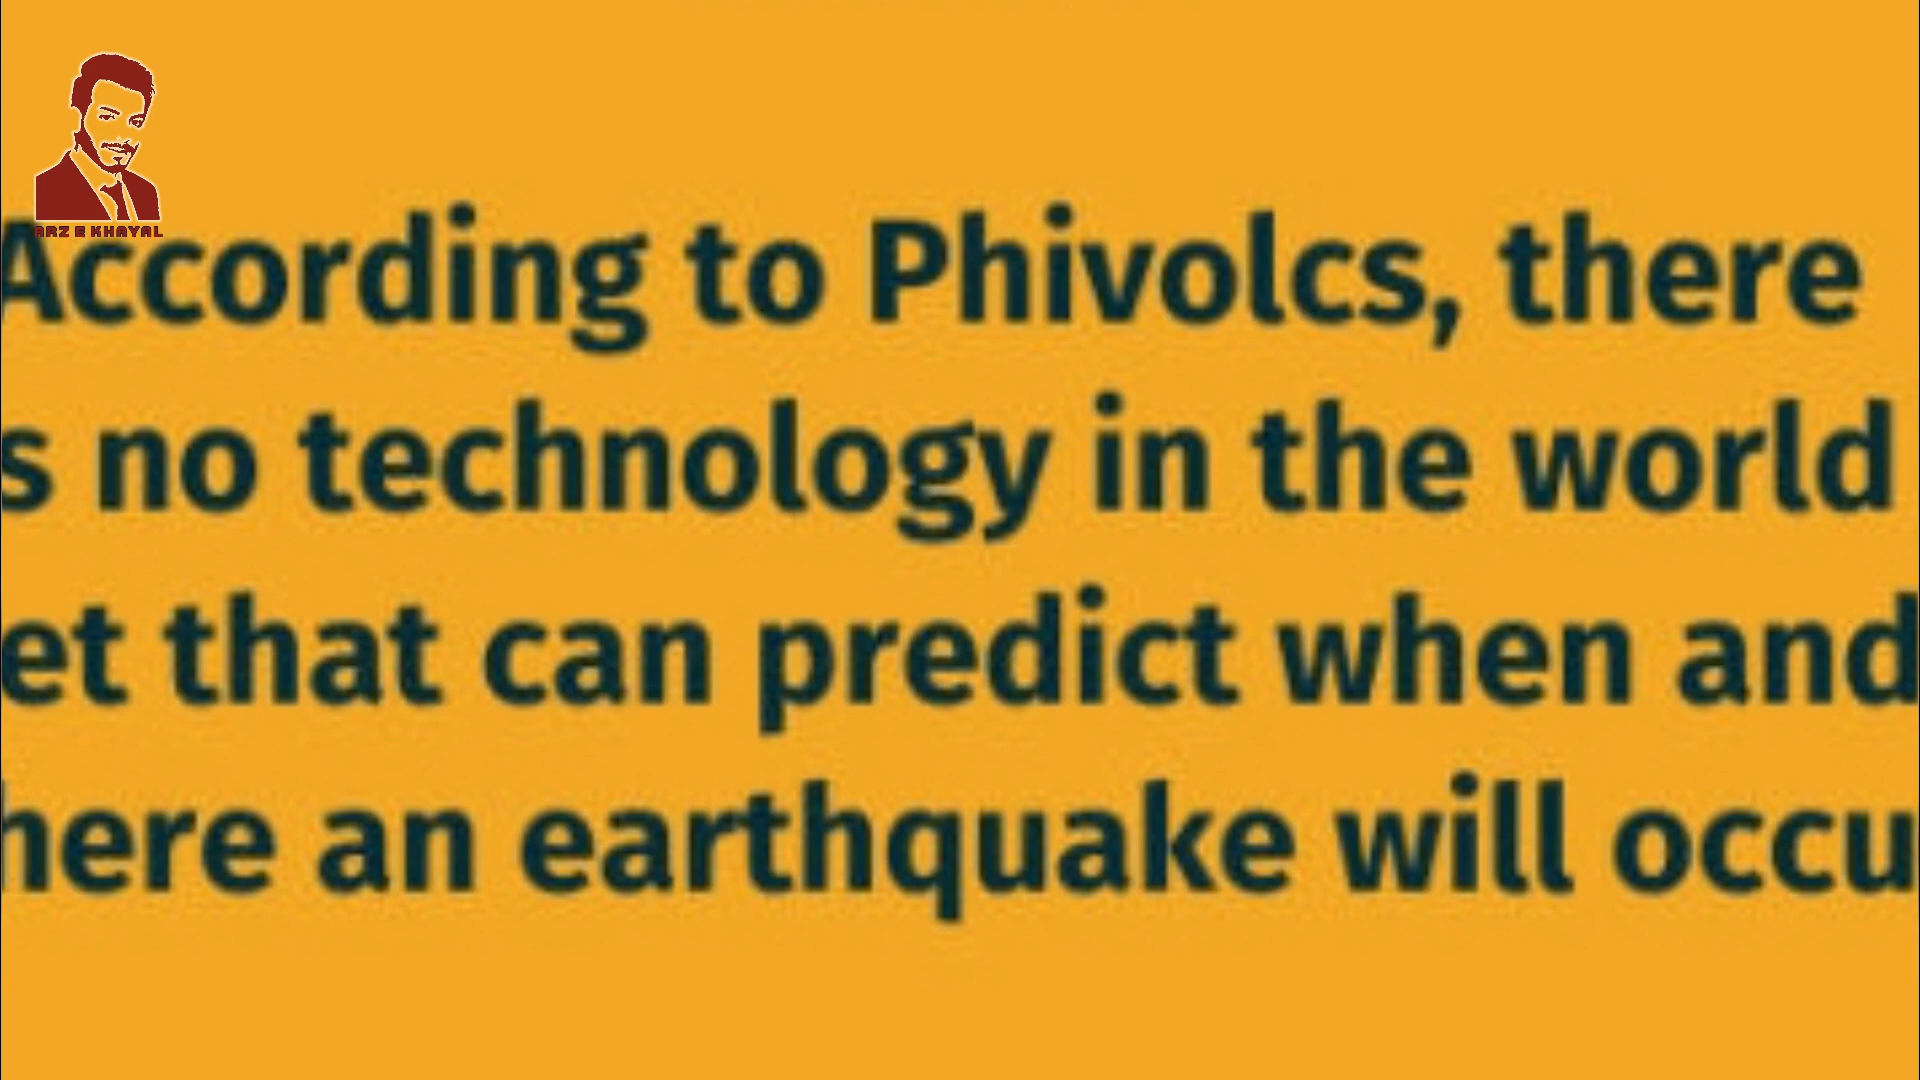 ARZ E KHAYAL
According to Phivolcs, there
s no technology in the world
et that can predict when and
here an earthquake will occu